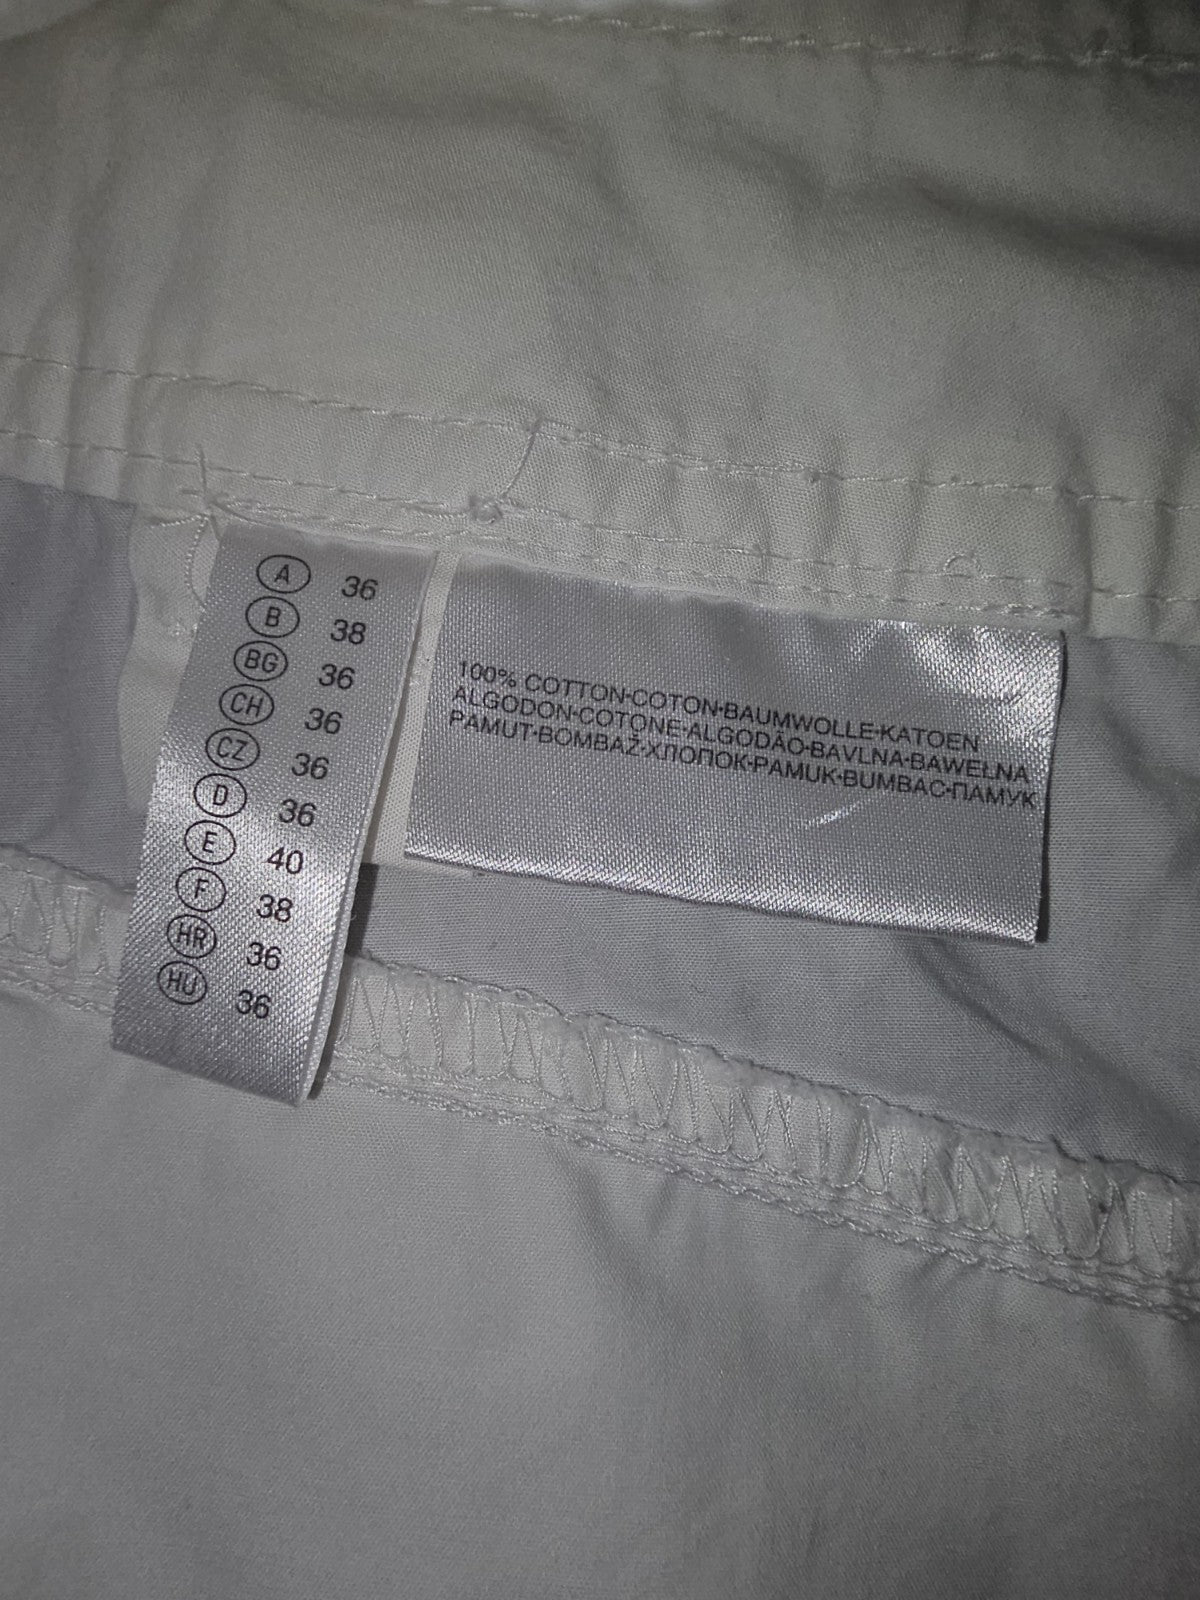 A 36
B 38
BG 36
CH 36
CZ 36
D 36
E 40
F 38
HR 36
HU 36
100% COTTON·COTON·BAUMWOLLE·KATOEN
ALGODON·COTONE·ALGODÃO·BAVLNA·BAWEŁNA
PAMUT·BOMBAŽ·ХЛОПОК·PAMUK·BUMBAC·ПАМУК